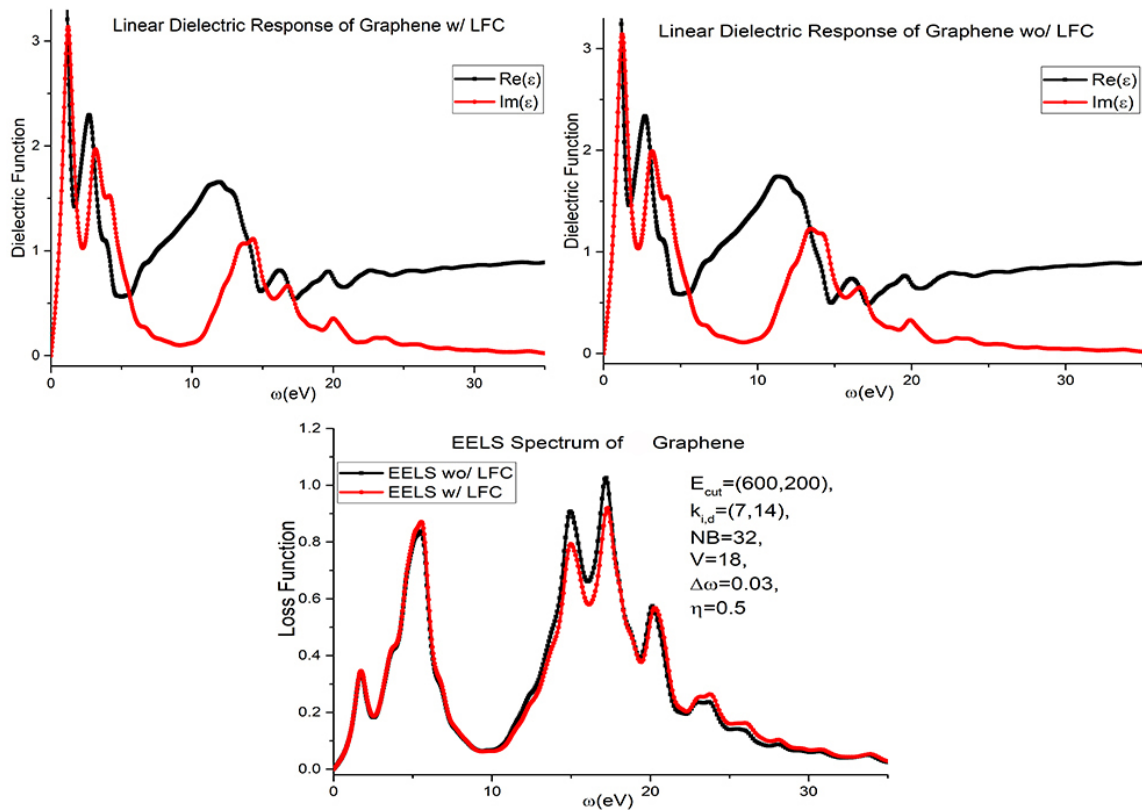 Linear Dielectric Response of Graphene w/ LFC
Re(ε)
Im(ε)
Dielectric Function
3
2
1
0
0
10
20
30
ω(eV)
Linear Dielectric Response of Graphene wo/ LFC
Re(ε)
Im(ε)
Dielectric Function
3
2
1
0
0
10
20
30
ω(eV)
EELS Spectrum of Graphene
EELS wo/ LFC
EELS w/ LFC
E_cut=(600,200),
k_i,d=(7,14),
NB=32,
V=18,
Δω=0.03,
η=0.5
Loss Function
1.2
1.0
0.8
0.6
0.4
0.2
0.0
0
10
20
30
ω(eV)